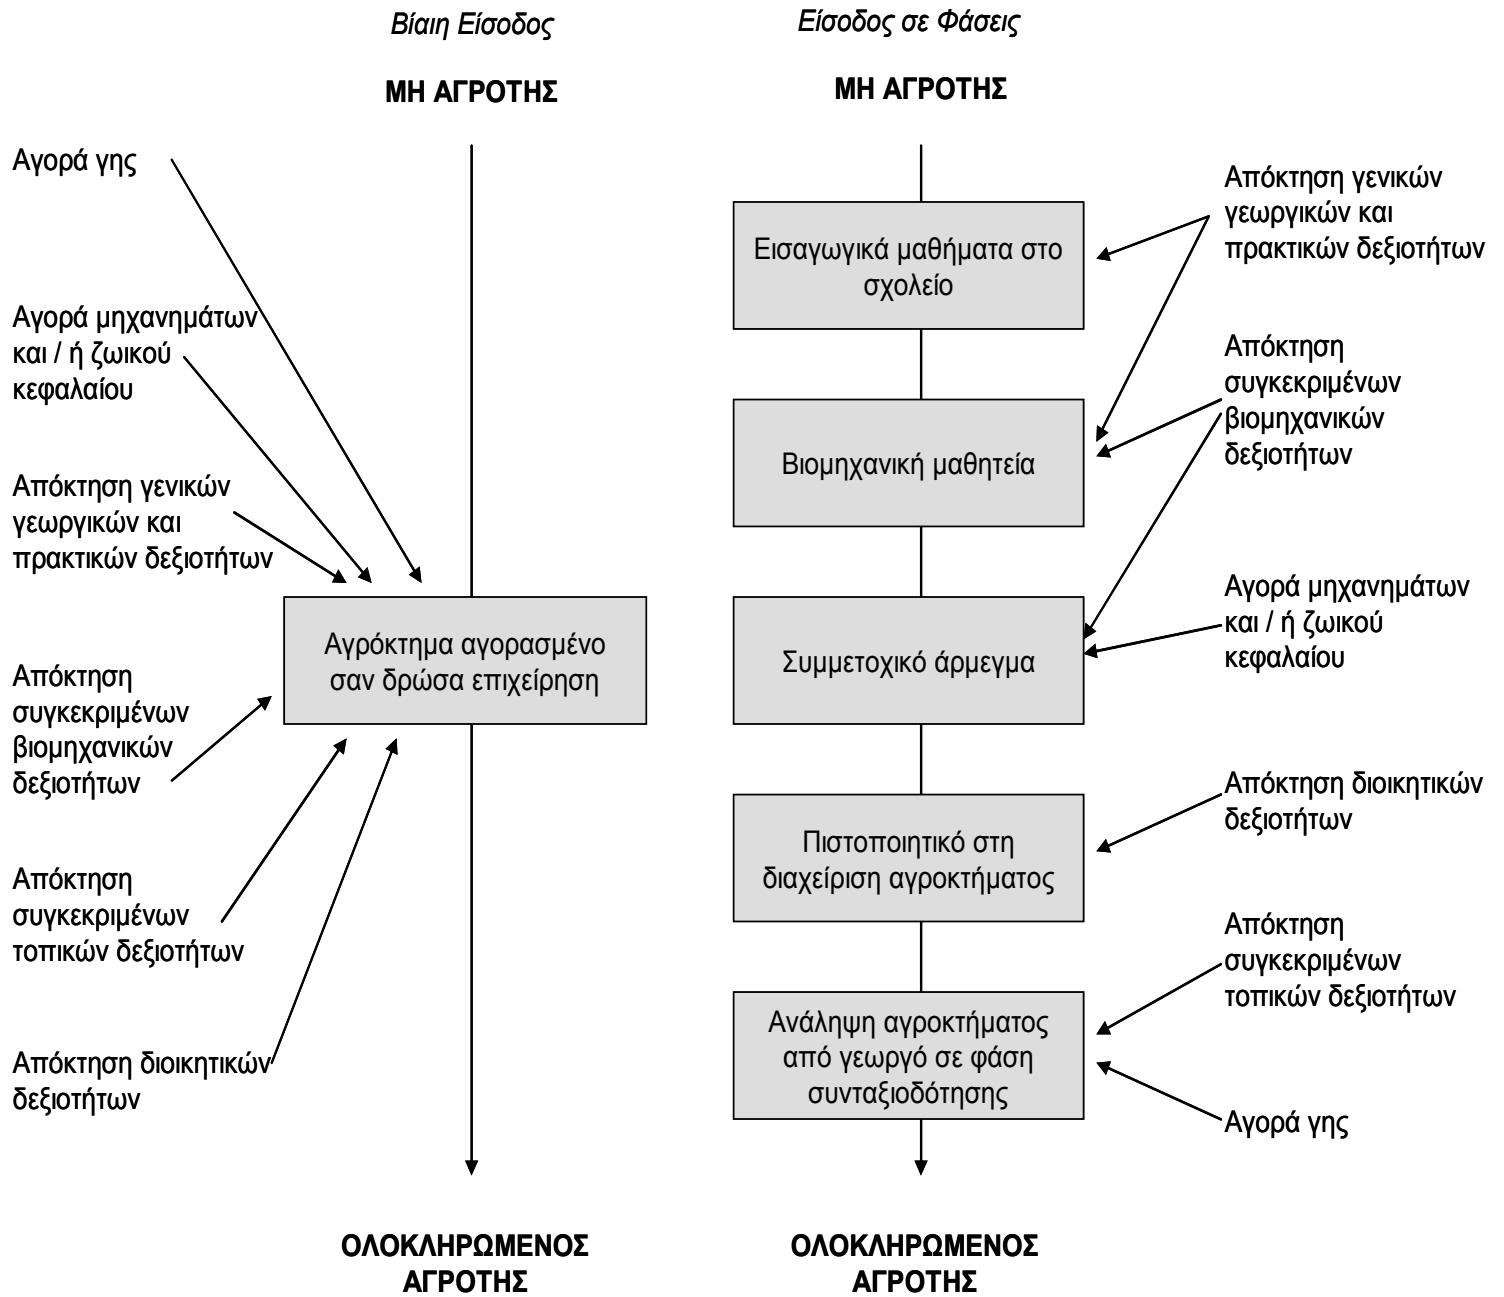 Βίαιη Είσοδος
ΜΗ ΑΓΡΟΤΗΣ
Αγορά γης
Αγορά μηχανημάτων
και / ή ζωικού
κεφαλαίου
Απόκτηση γενικών
γεωργικών και
πρακτικών δεξιοτήτων
Αγρόκτημα αγορασμένο
σαν δρώσα επιχείρηση
Απόκτηση
συγκεκριμένων
βιομηχανικών
δεξιοτήτων
Απόκτηση
συγκεκριμένων
τοπικών δεξιοτήτων
Απόκτηση διοικητικών
δεξιοτήτων
ΟΛΟΚΛΗΡΩΜΕΝΟΣ
ΑΓΡΟΤΗΣ
Είσοδος σε Φάσεις
ΜΗ ΑΓΡΟΤΗΣ
Εισαγωγικά μαθήματα στο
σχολείο
Απόκτηση γενικών
γεωργικών και
πρακτικών δεξιοτήτων
Βιομηχανική μαθητεία
Απόκτηση
συγκεκριμένων
βιομηχανικών
δεξιοτήτων
Συμμετοχικό άρμεγμα
Αγορά μηχανημάτων
και / ή ζωικού
κεφαλαίου
Πιστοποιητικό στη
διαχείριση αγροκτήματος
Απόκτηση διοικητικών
δεξιοτήτων
Ανάληψη αγροκτήματος
από γεωργό σε φάση
συνταξιοδότησης
Απόκτηση
συγκεκριμένων
τοπικών δεξιοτήτων
Αγορά γης
ΟΛΟΚΛΗΡΩΜΕΝΟΣ
ΑΓΡΟΤΗΣ